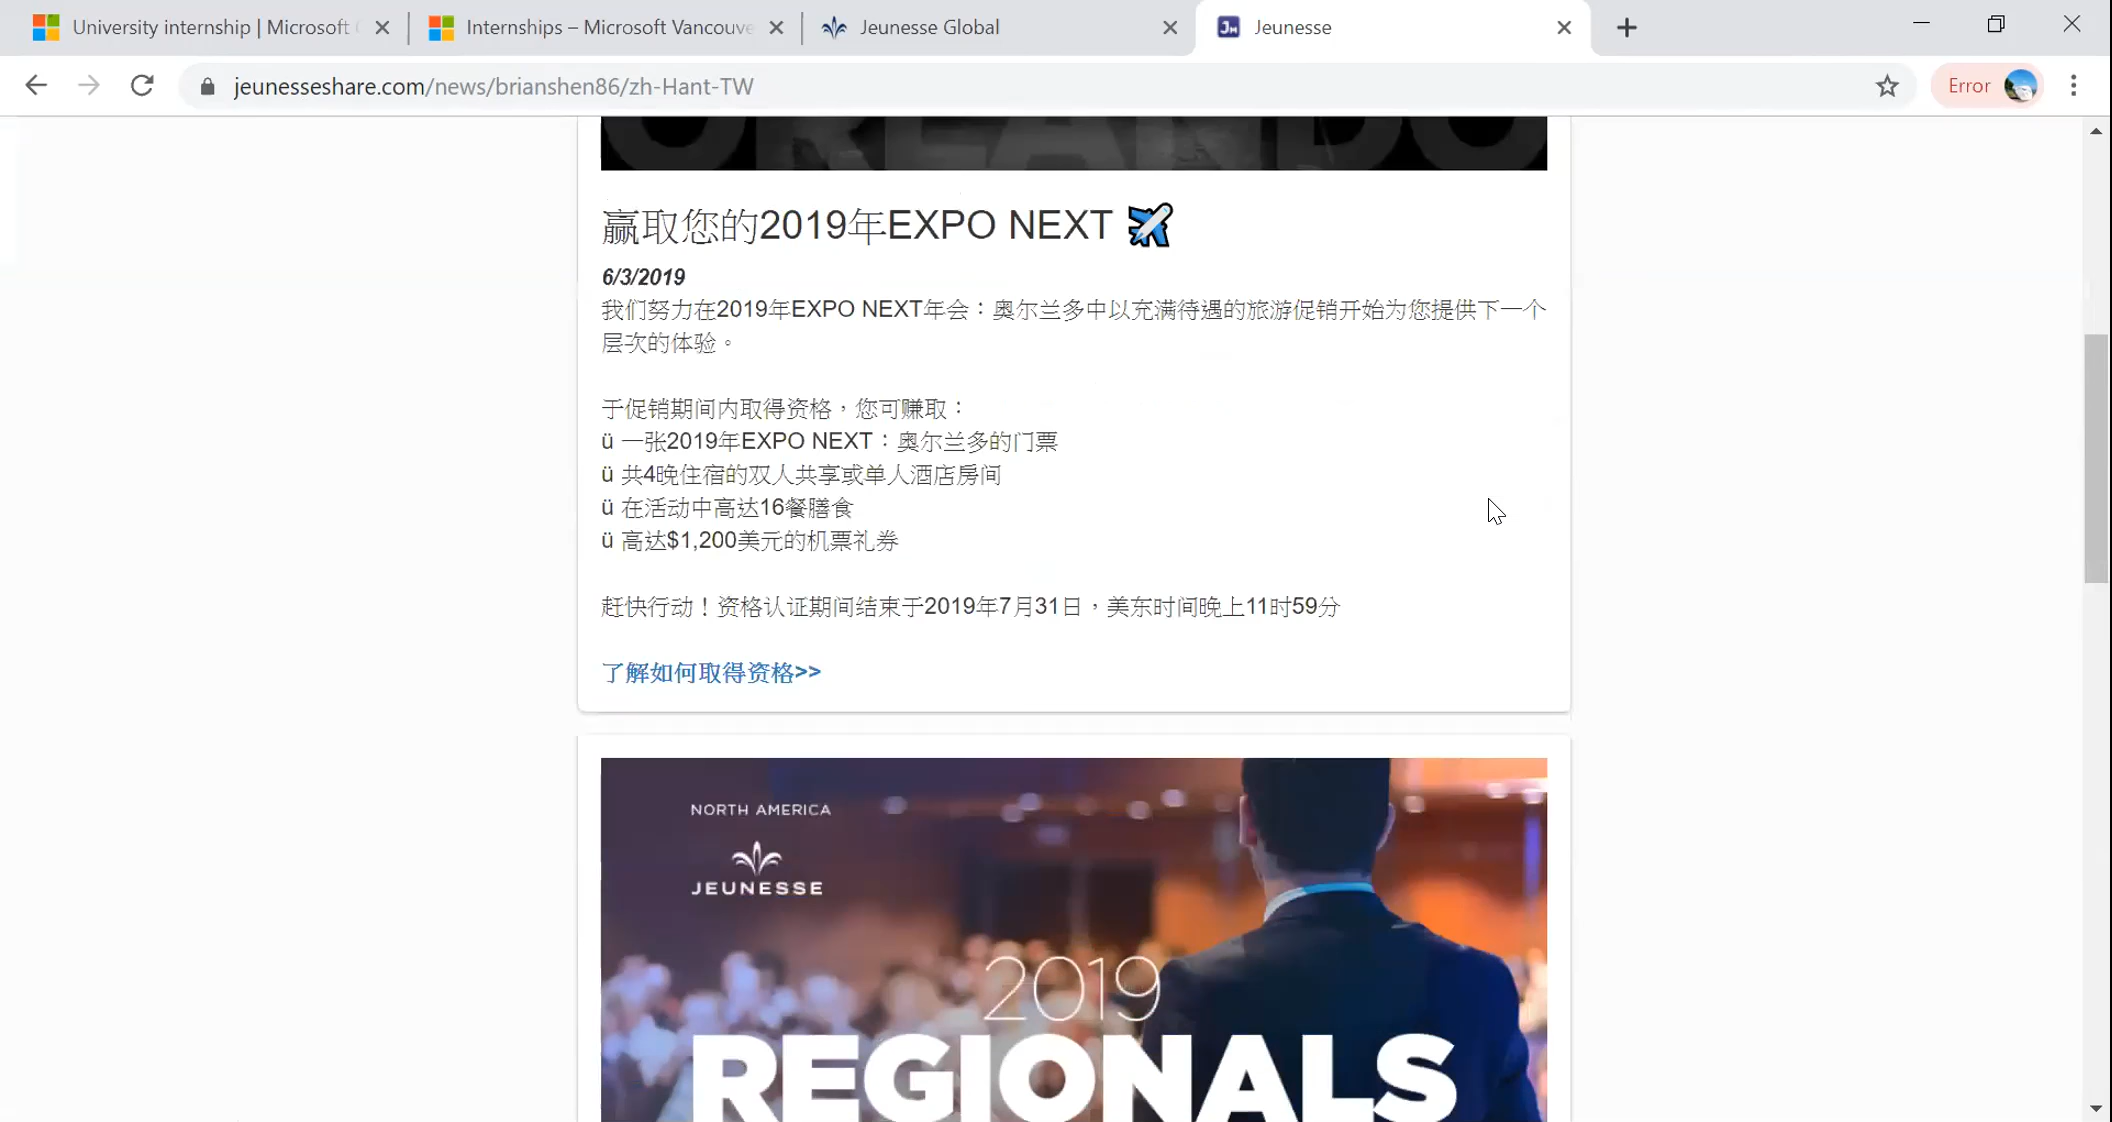 University internship | Microsoft
Internships – Microsoft Vancouve
Jeunesse Global
Jeunesse
jeunesseshare.com/news/brianshen86/zh-Hant-TW
Error
ORLANDO
赢取您的2019年EXPO NEXT ✈
6/3/2019
我们努力在2019年EXPO NEXT年会：奥尔兰多中以充满待遇的旅游促销开始为您提供下一个
层次的体验。
于促销期间内取得资格，您可赚取：
ü 一张2019年EXPO NEXT：奥尔兰多的门票
ü 共4晚住宿的双人共享或单人酒店房间
ü 在活动中高达16餐膳食
ü 高达$1,200美元的机票礼券
赶快行动！资格认证期间结束于2019年7月31日，美东时间晚上11时59分
了解如何取得资格>>
NORTH AMERICA
JEUNESSE
2019
REGIONALS